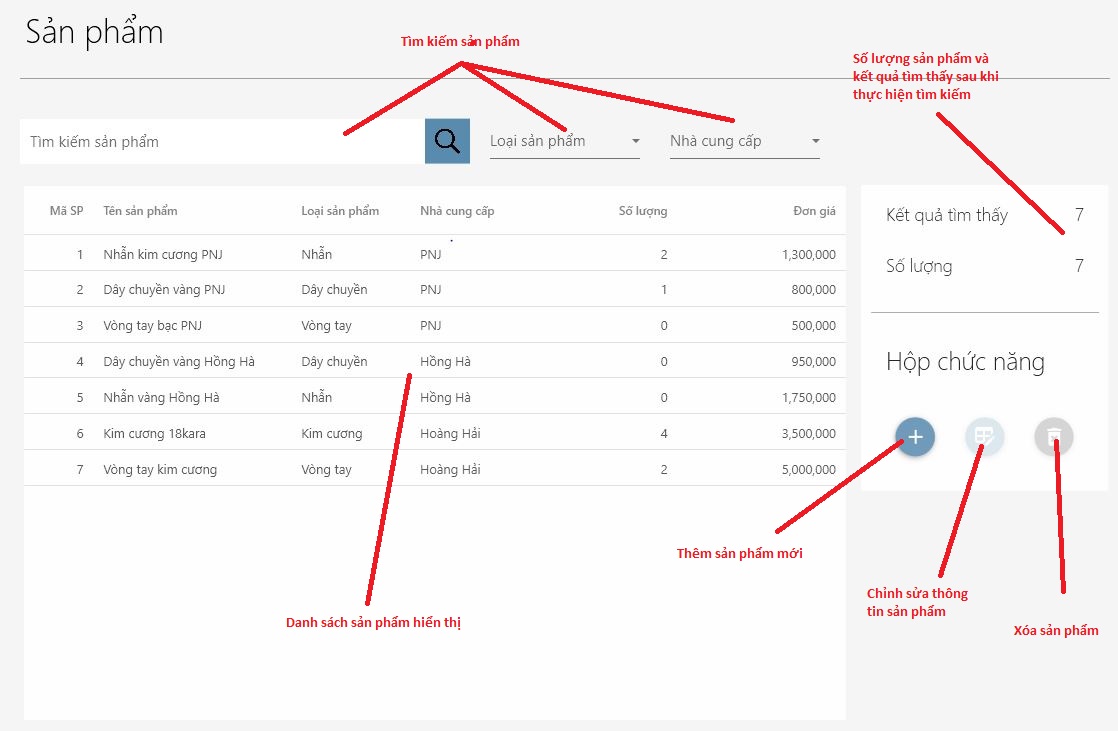 Sản phẩm
Tìm kiếm sản phẩm
Số lượng sản phẩm và
kết quả tìm thấy sau khi
thực hiện tìm kiếm
Tìm kiếm sản phẩm
Loại sản phẩm
Nhà cung cấp
Mã SP Tên sản phẩm Loại sản phẩm Nhà cung cấp Số lượng Đơn giá
1 Nhẫn kim cương PNJ Nhẫn PNJ 2 1,300,000
2 Dây chuyền vàng PNJ Dây chuyền PNJ 1 800,000
3 Vòng tay bạc PNJ Vòng tay PNJ 0 500,000
4 Dây chuyền vàng Hồng Hà Dây chuyền Hồng Hà 0 950,000
5 Nhẫn vàng Hồng Hà Nhẫn Hồng Hà 0 1,750,000
6 Kim cương 18kara Kim cương Hoàng Hải 4 3,500,000
7 Vòng tay kim cương Vòng tay Hoàng Hải 2 5,000,000
Kết quả tìm thấy 7
Số lượng 7
Hộp chức năng
Thêm sản phẩm mới
Chỉnh sửa thông
tin sản phẩm
Xóa sản phẩm
Danh sách sản phẩm hiển thị